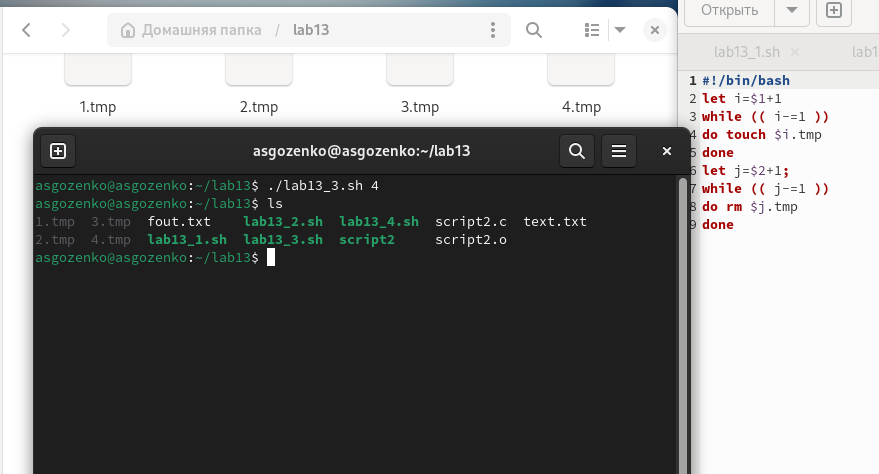 Домашняя папка / lab13
1.tmp 2.tmp 3.tmp 4.tmp
asgozenko@asgozenko:~/lab13
asgozenko@asgozenko:~/lab13$ ./lab13_3.sh 4
asgozenko@asgozenko:~/lab13$ ls
1.tmp 3.tmp fout.txt lab13_2.sh lab13_4.sh script2.c text.txt
2.tmp 4.tmp lab13_1.sh lab13_3.sh script2 script2.o
asgozenko@asgozenko:~/lab13$
Открыть
lab13_1.sh × lab1
1 #!/bin/bash
2 let i=$1+1
3 while (( i-=1 ))
4 do touch $i.tmp
5 done
6 let j=$2+1;
7 while (( j-=1 ))
8 do rm $j.tmp
9 done